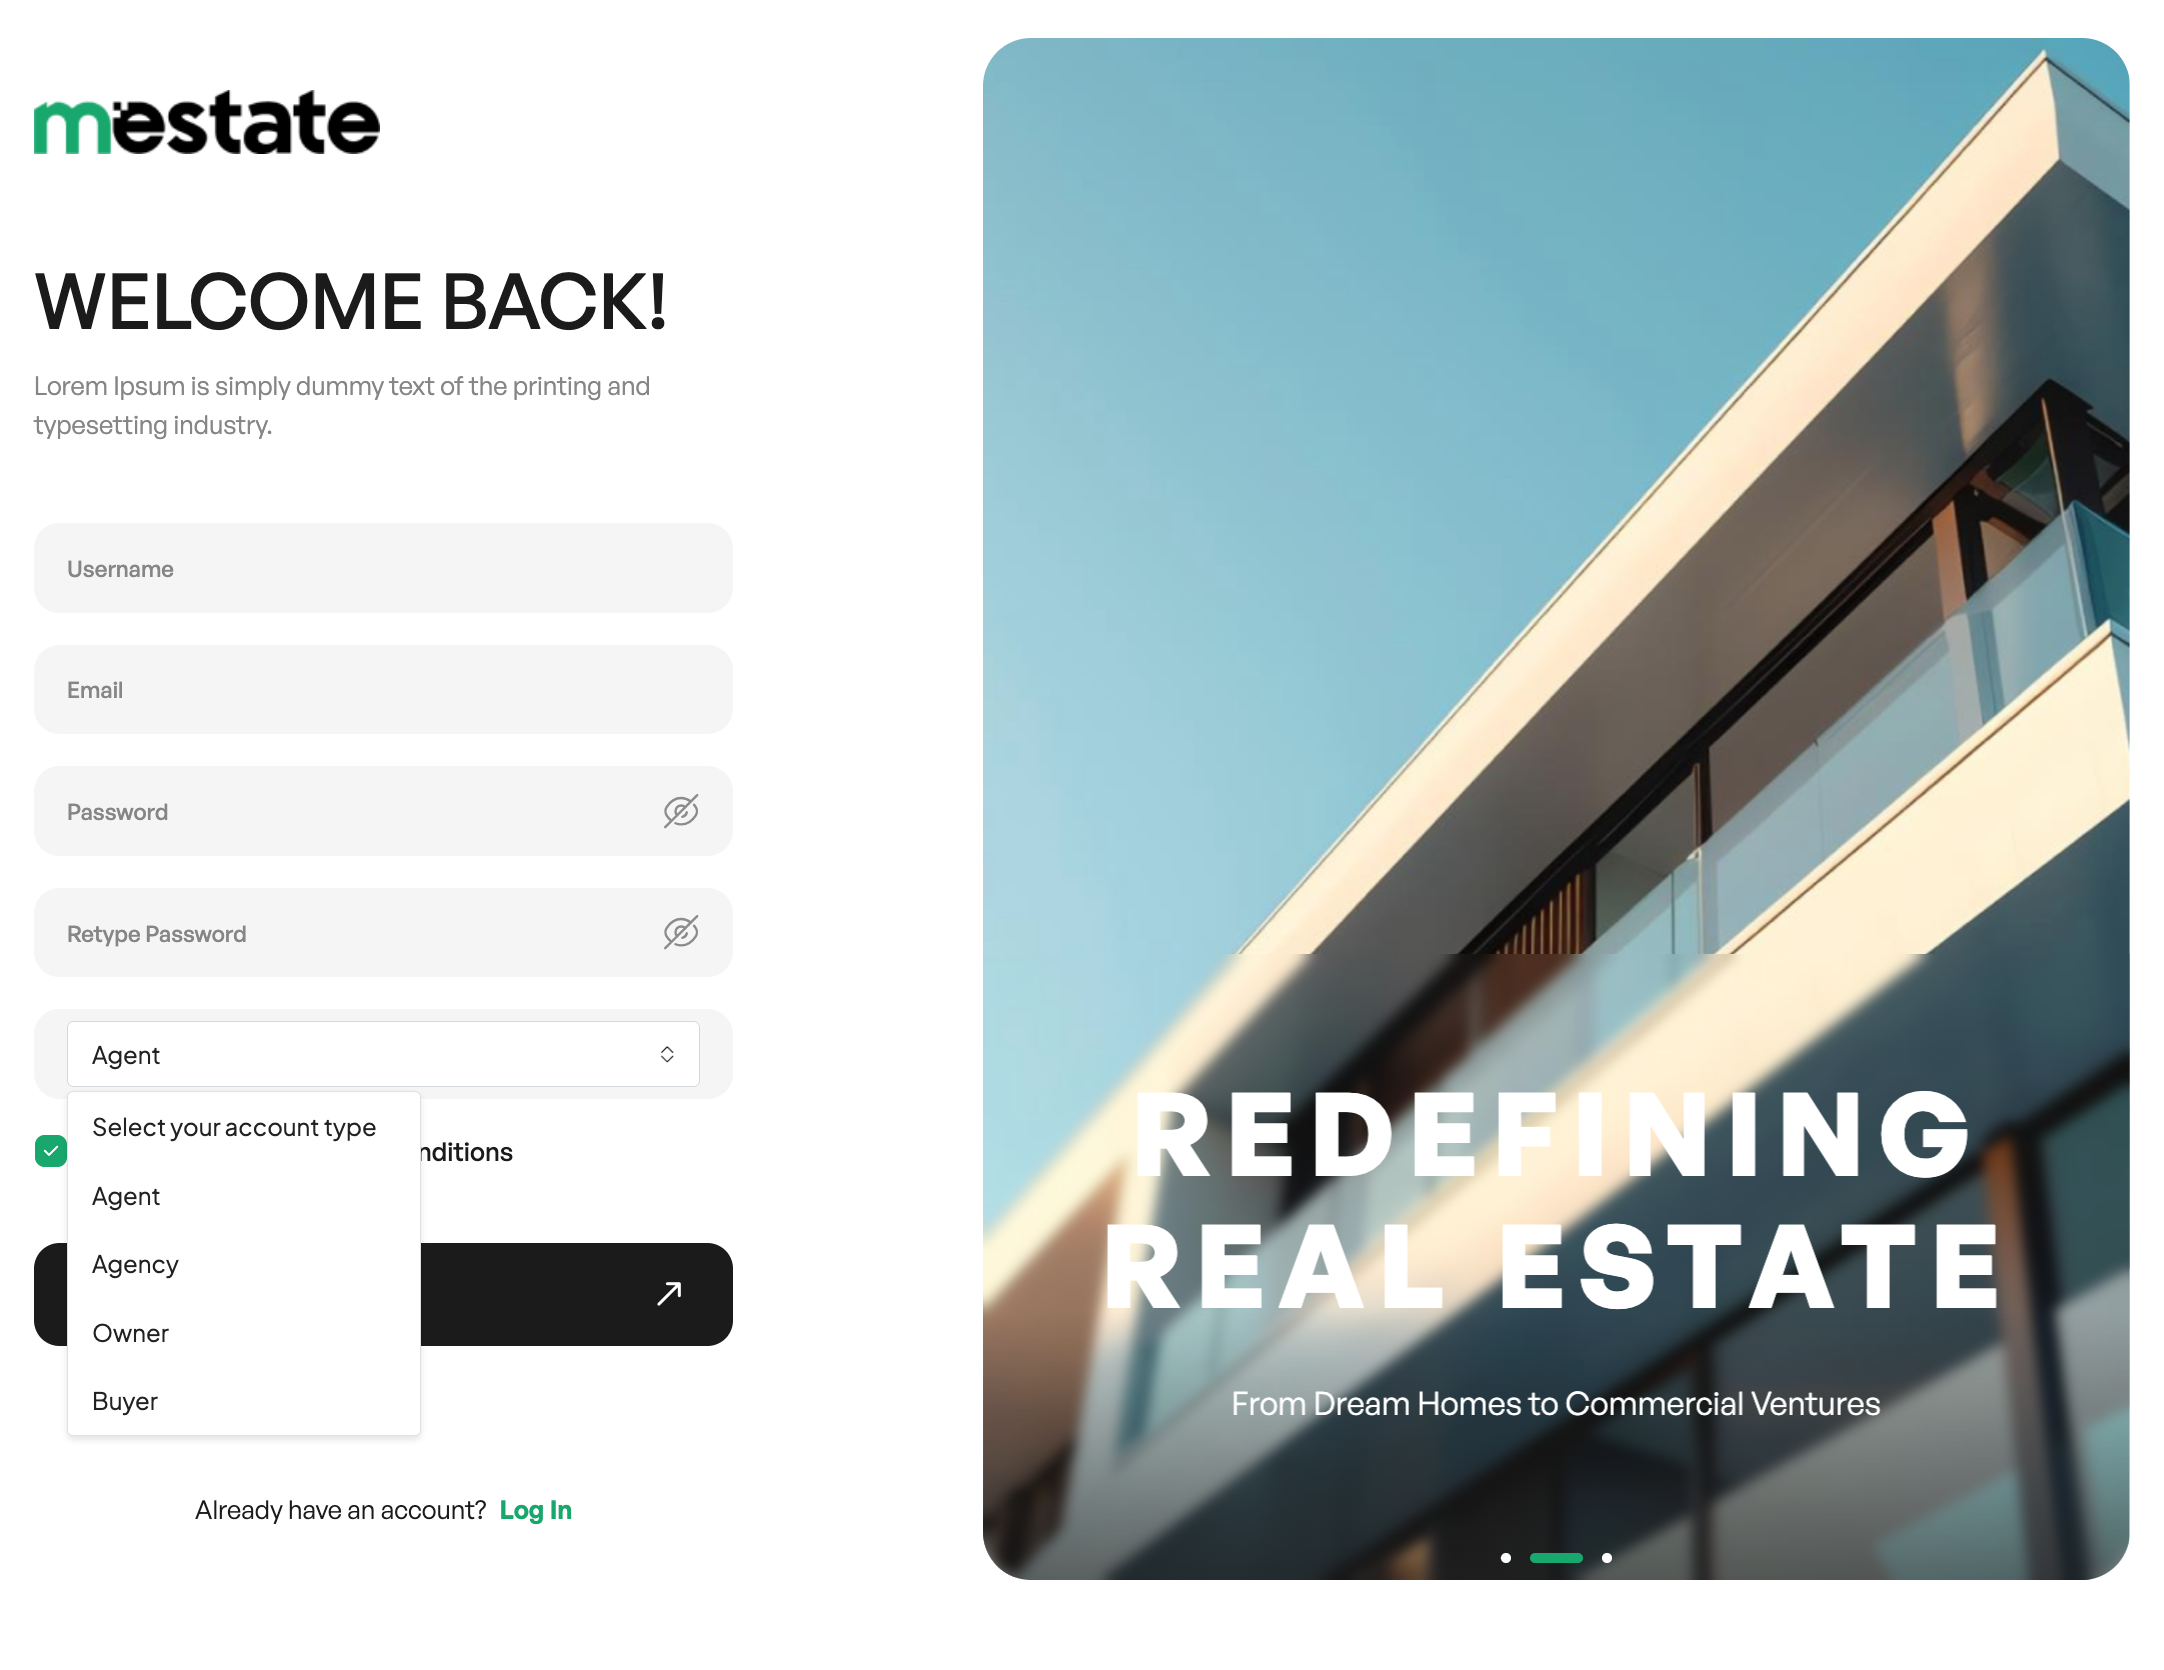 mestate
WELCOME BACK!
Lorem Ipsum is simply dummy text of the printing and
typesetting industry.
Username
Email
Password
Retype Password
Agent
Select your account type
nditions
Agent
Agency
Owner
Buyer
Already have an account? Log In
REDEFINING
REAL ESTATE
From Dream Homes to Commercial Ventures